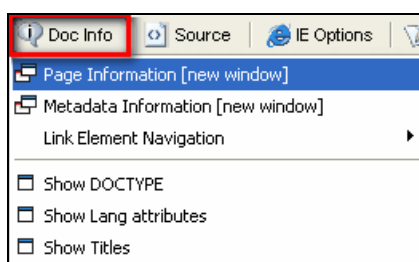 Doc Info Source IE Options
Page Information [new window]
Metadata Information [new window]
Link Element Navigation
Show DOCTYPE
Show Lang attributes
Show Titles